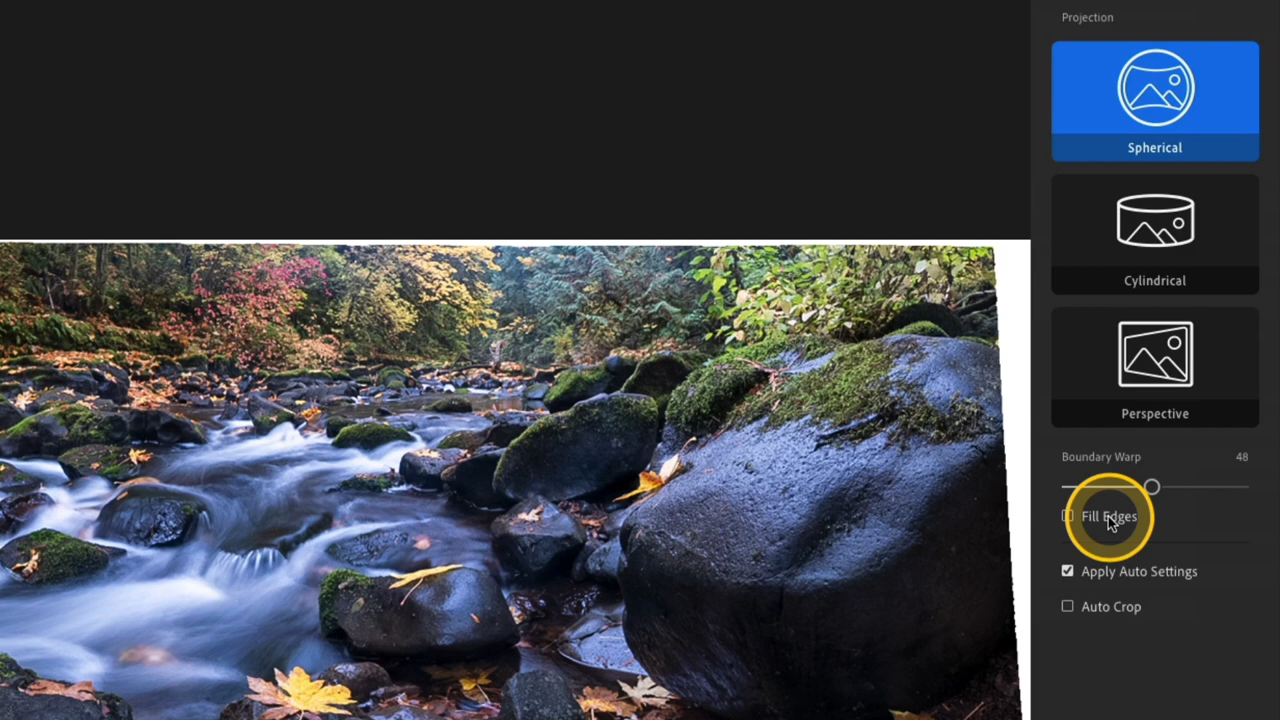 Projection
Spherical
Cylindrical
Perspective
Boundary Warp 48
Fill Edges
Apply Auto Settings
Auto Crop